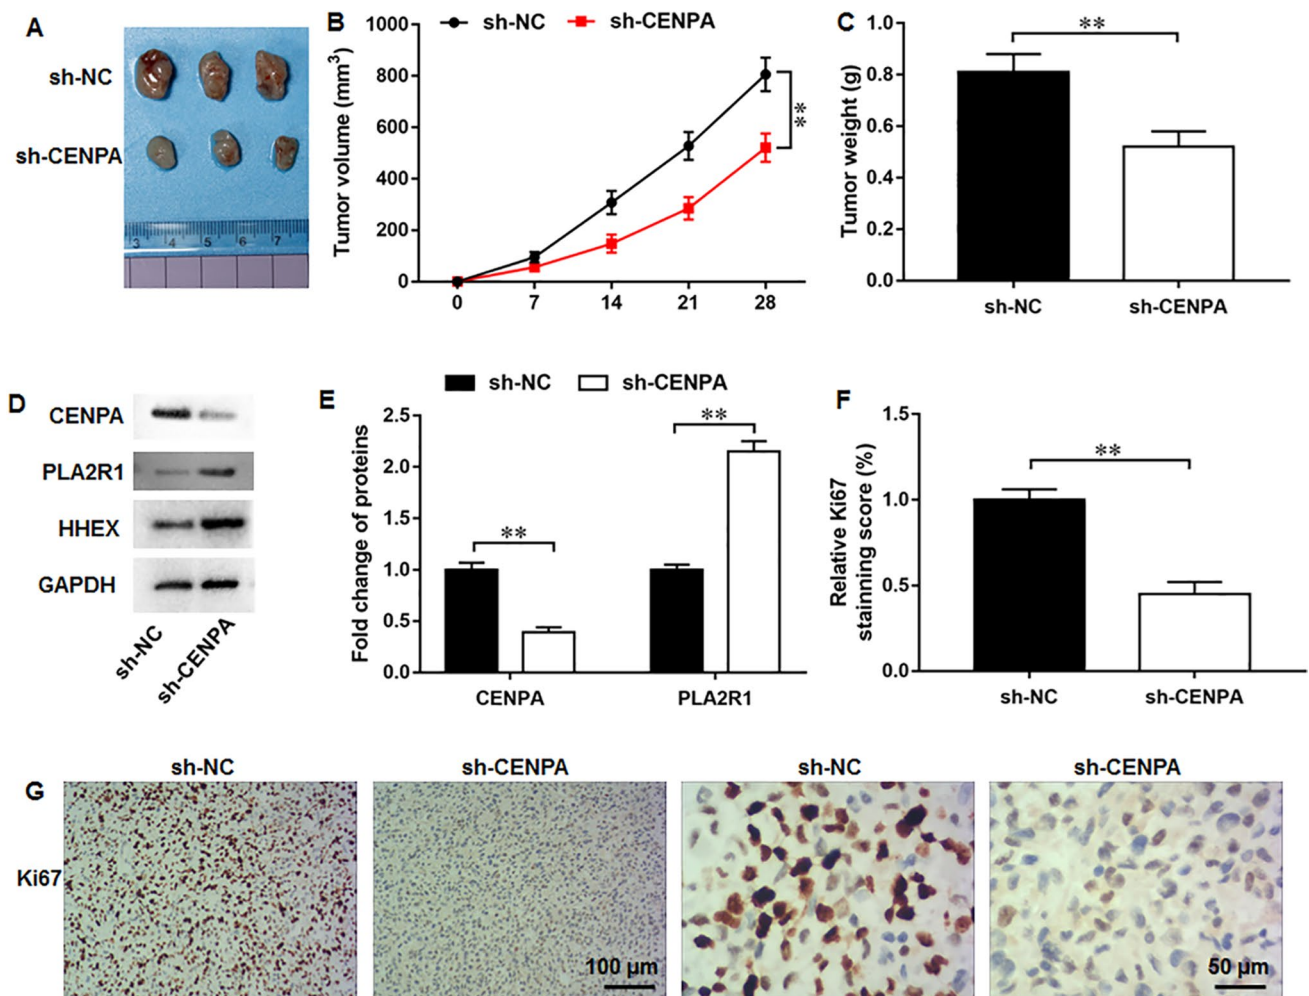 A
sh-NC
sh-CENPA
3 4 5 6 7
B
sh-NC sh-CENPA
Tumor volume (mm³)
1000
800
600
400
200
0
0 7 14 21 28
**
C
Tumor weight (g)
1.0
0.8
0.6
0.4
0.2
0.0
**
sh-NC sh-CENPA
D
CENPA
PLA2R1
HHEX
GAPDH
sh-NC
sh-CENPA
E
sh-NC sh-CENPA
Fold change of proteins
2.5
2.0
1.5
1.0
0.5
0.0
**
**
CENPA PLA2R1
F
Relative Ki67
stainning score (%)
1.5
1.0
0.5
0.0
**
sh-NC sh-CENPA
G
sh-NC sh-CENPA sh-NC sh-CENPA
Ki67
100 µm
50 µm